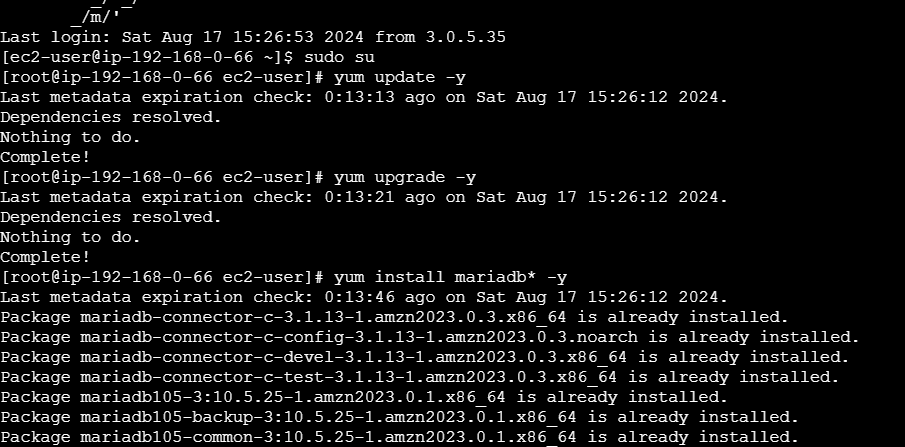 _/ _/
_/m/'
Last login: Sat Aug 17 15:26:53 2024 from 3.0.5.35
[ec2-user@ip-192-168-0-66 ~]$ sudo su
[root@ip-192-168-0-66 ec2-user]# yum update -y
Last metadata expiration check: 0:13:13 ago on Sat Aug 17 15:26:12 2024.
Dependencies resolved.
Nothing to do.
Complete!
[root@ip-192-168-0-66 ec2-user]# yum upgrade -y
Last metadata expiration check: 0:13:21 ago on Sat Aug 17 15:26:12 2024.
Dependencies resolved.
Nothing to do.
Complete!
[root@ip-192-168-0-66 ec2-user]# yum install mariadb* -y
Last metadata expiration check: 0:13:46 ago on Sat Aug 17 15:26:12 2024.
Package mariadb-connector-c-3.1.13-1.amzn2023.0.3.x86_64 is already installed.
Package mariadb-connector-c-config-3.1.13-1.amzn2023.0.3.noarch is already installed.
Package mariadb-connector-c-devel-3.1.13-1.amzn2023.0.3.x86_64 is already installed.
Package mariadb-connector-c-test-3.1.13-1.amzn2023.0.3.x86_64 is already installed.
Package mariadb105-3:10.5.25-1.amzn2023.0.1.x86_64 is already installed.
Package mariadb105-backup-3:10.5.25-1.amzn2023.0.1.x86_64 is already installed.
Package mariadb105-common-3:10.5.25-1.amzn2023.0.1.x86_64 is already installed.